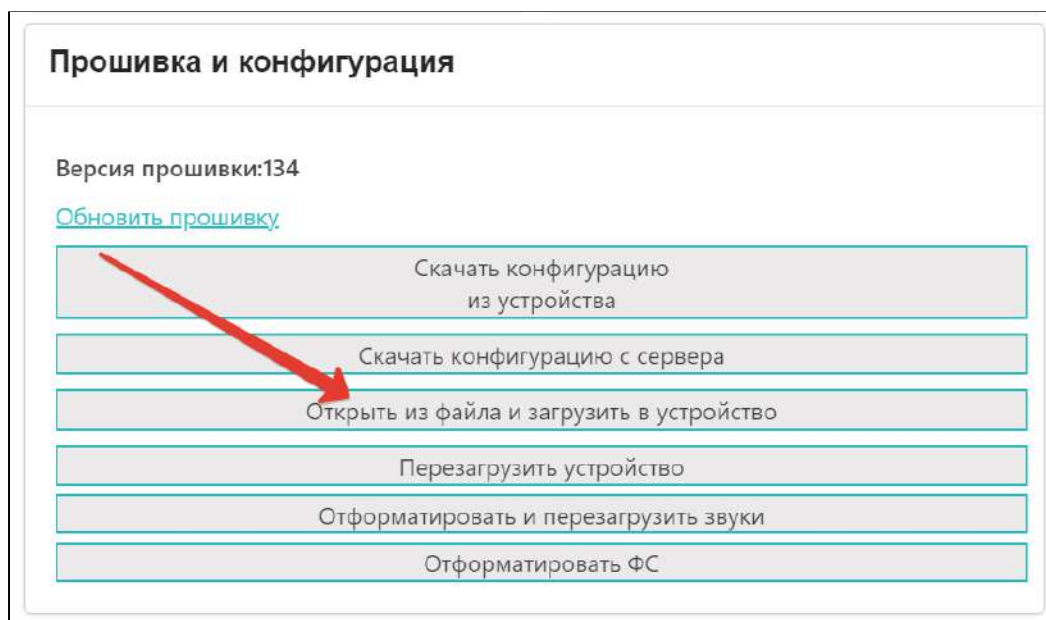 Прошивка и конфигурация
Версия прошивки:134
Обновить прошивку
Скачать конфигурацию
из устройства
Скачать конфигурацию с сервера
Открыть из файла и загрузить в устройство
Перезагрузить устройство
Отформатировать и перезагрузить звуки
Отформатировать ФС